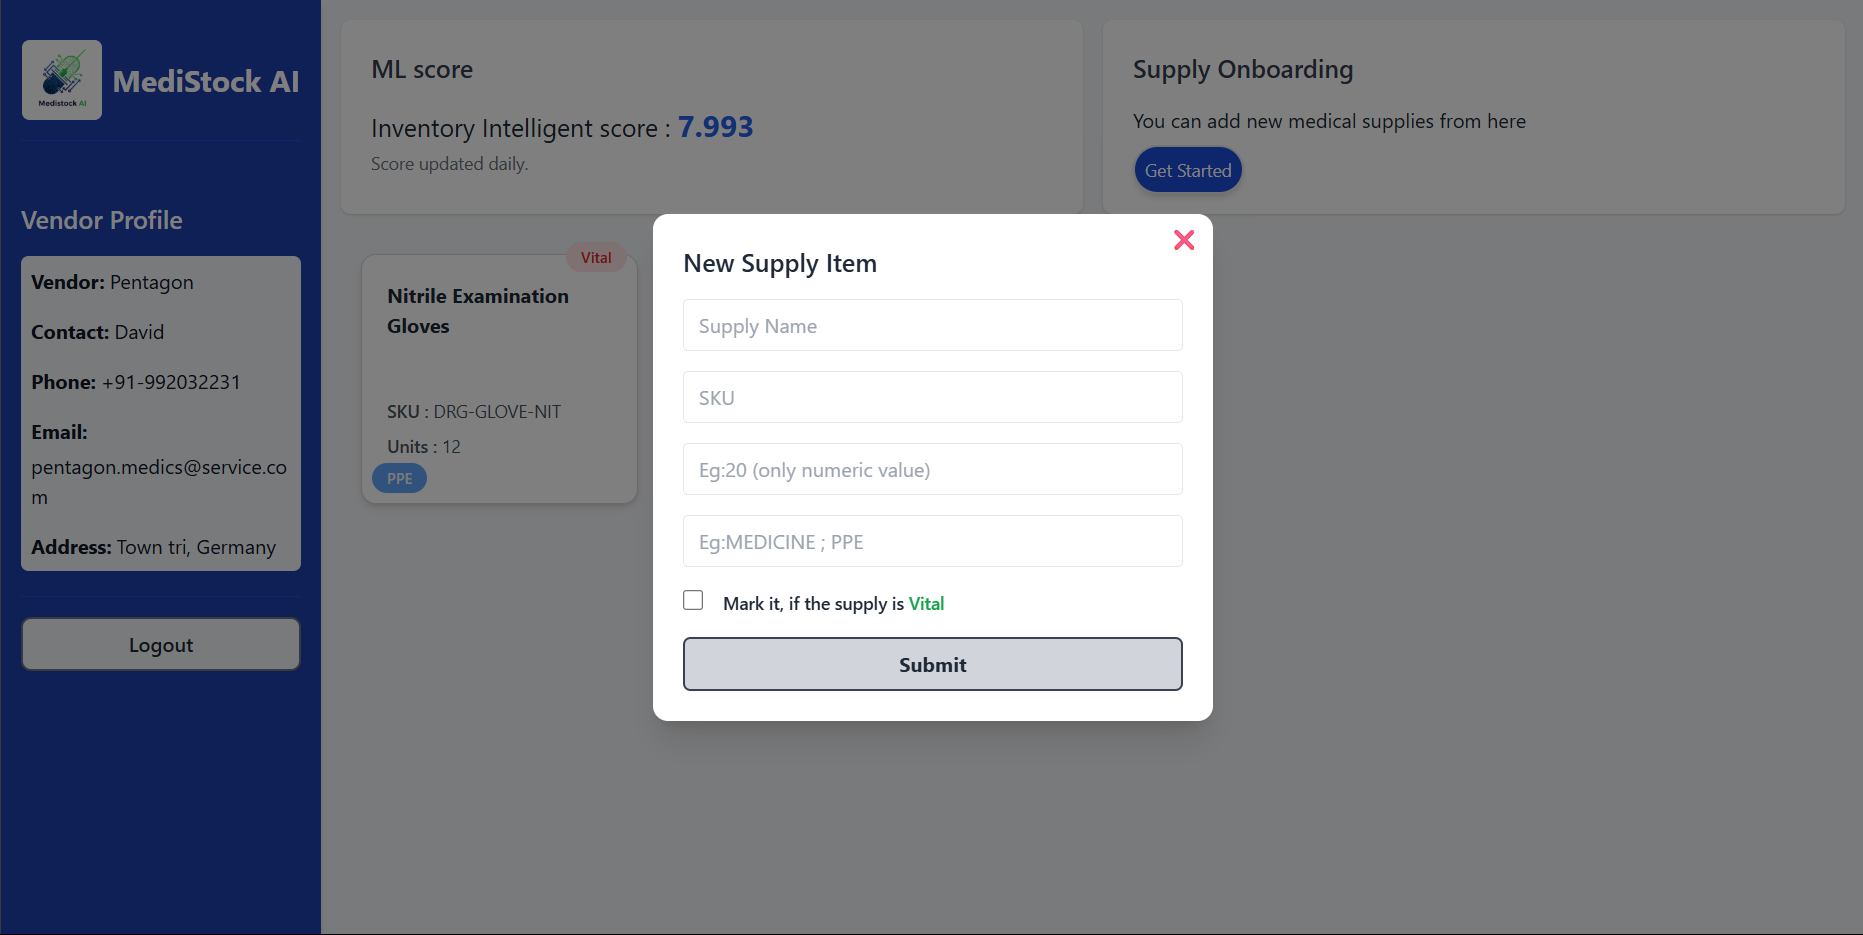 Medistock AI
MediStock AI
Vendor Profile
Vendor: Pentagon
Contact: David
Phone: +91-992032231
Email:
pentagon.medics@service.co
m
Address: Town tri, Germany
Logout
ML score
Inventory Intelligent score : 7.993
Score updated daily.
Supply Onboarding
You can add new medical supplies from here
Get Started
Vital
Nitrile Examination
Gloves
SKU : DRG-GLOVE-NIT
Units : 12
PPE
New Supply Item
Supply Name
SKU
Eg:20 (only numeric value)
Eg:MEDICINE ; PPE
Mark it, if the supply is Vital
Submit